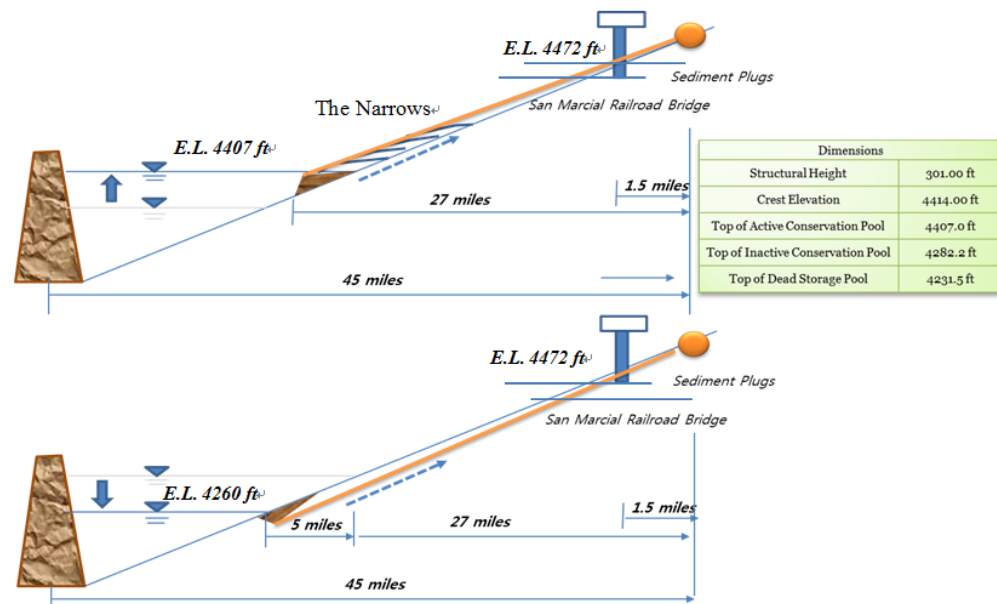 E.L. 4472 ft
Sediment Plugs
San Marcial Railroad Bridge
The Narrows
E.L. 4407 ft
1.5 miles
27 miles
45 miles
Dimensions
Structural Height 301.00 ft
Crest Elevation 4414.00 ft
Top of Active Conservation Pool 4407.0 ft
Top of Inactive Conservation Pool 4282.2 ft
Top of Dead Storage Pool 4231.5 ft
E.L. 4472 ft
Sediment Plugs
San Marcial Railroad Bridge
E.L. 4260 ft
1.5 miles
5 miles
27 miles
45 miles